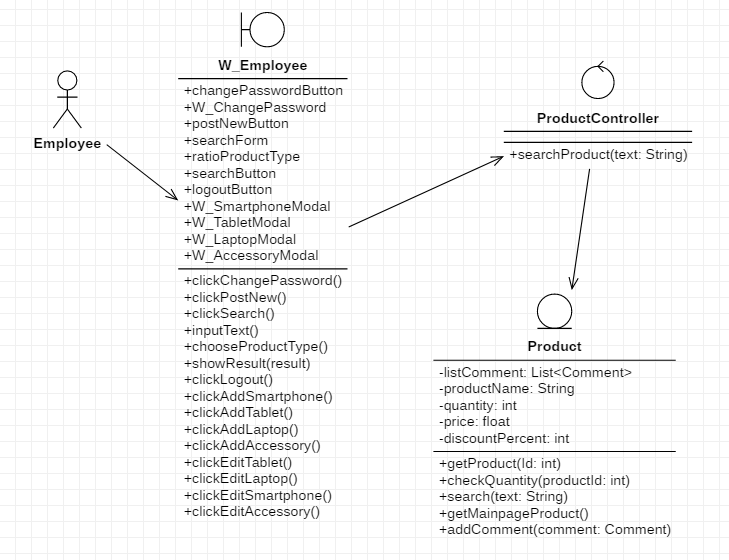 Employee
W_Employee
+changePasswordButton
+W_ChangePassword
+postNewButton
+searchForm
+ratioProductType
+searchButton
+logoutButton
+W_SmartphoneModal
+W_TabletModal
+W_LaptopModal
+W_AccessoryModal
+clickChangePassword()
+clickPostNew()
+clickSearch()
+inputText()
+chooseProductType()
+showResult(result)
+clickLogout()
+clickAddSmartphone()
+clickAddTablet()
+clickAddLaptop()
+clickAddAccessory()
+clickEditTablet()
+clickEditLaptop()
+clickEditSmartphone()
+clickEditAccessory()
ProductController
+searchProduct(text: String)
Product
-listComment: List<Comment>
-productName: String
-quantity: int
-price: float
-discountPercent: int
+getProduct(Id: int)
+checkQuantity(productId: int)
+search(text: String)
+getMainpageProduct()
+addComment(comment: Comment)